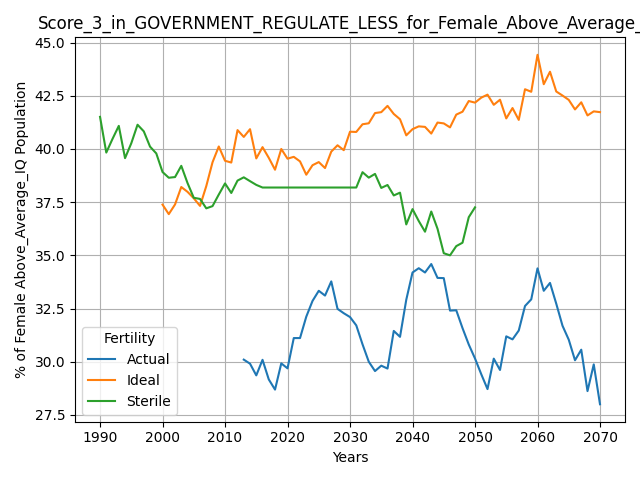 Score_3_in_GOVERNMENT_REGULATE_LESS_for_Female_Above_Average_
45.0
42.5
40.0
37.5
35.0
32.5
30.0
27.5
% of Female Above_Average_IQ Population
Fertility
Actual
Ideal
Sterile
1990 2000 2010 2020 2030 2040 2050 2060 2070
Years